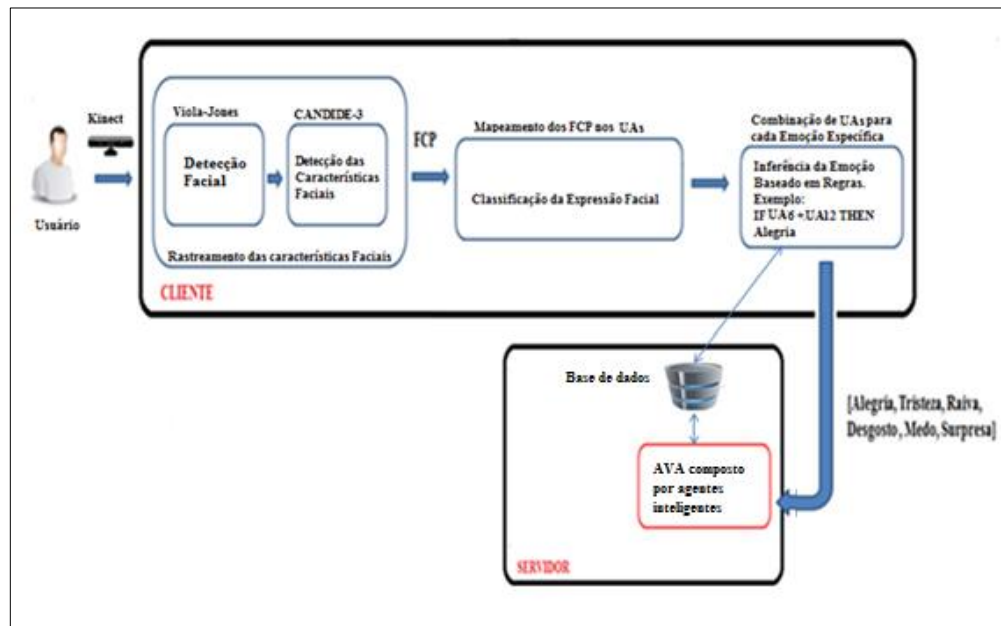 Kinect
Usuário
Viola-Jones
Detecção
Facial
CANDIDE-3
Detecção das
Características
Faciais
Rastreamento das características Faciais
CLIENTE
FCP
Mapeamento dos FCP nos UAs
Classificação da Expressão Facial
Combinação de UAs para
cada Emoção Específica
Inferência da Emoção
Baseado em Regras.
Exemplo:
IF UA6 +UA12 THEN
Alegria
Base de dados
AVA composto
por agentes
inteligentes
SERVIDOR
[Alegria, Tristeza, Raiva,
Desgosto, Medo, Surpresa]